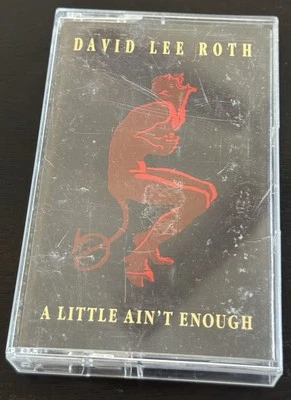 DAVID LEE ROTH
A LITTLE AIN'T ENOUGH